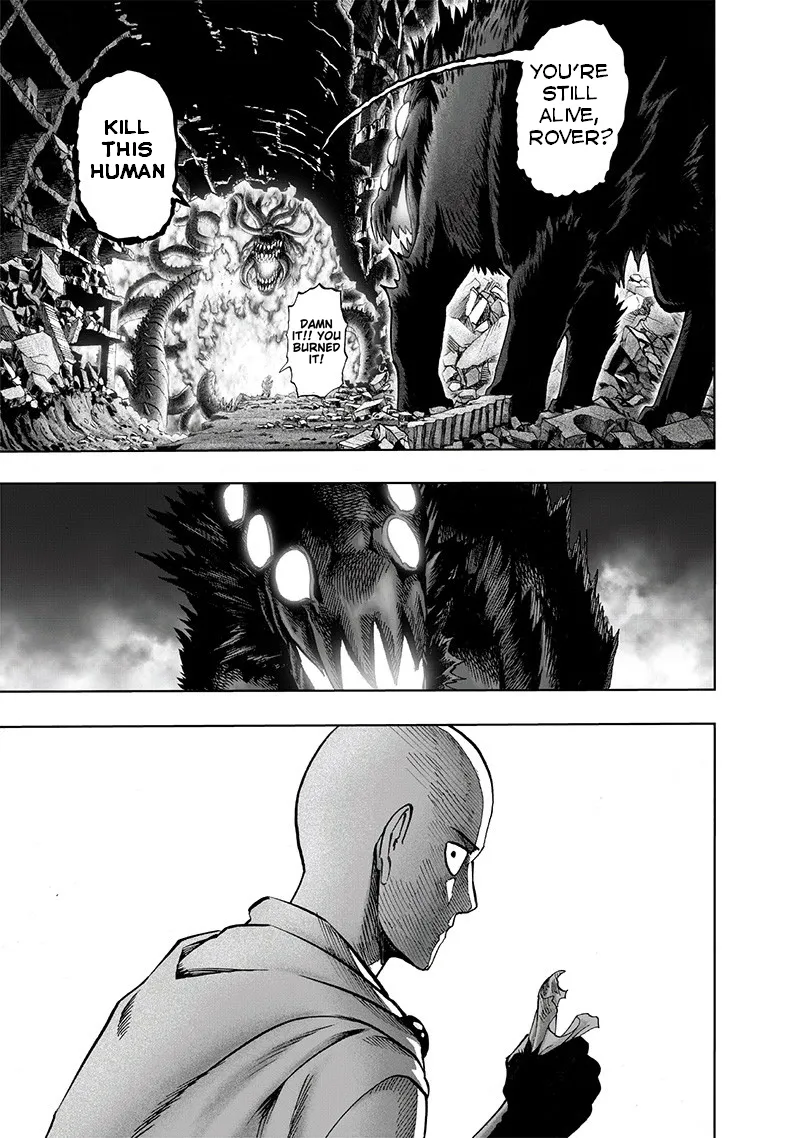 YOU'RE
STILL
ALIVE,
ROVER?
KILL
THIS
HUMAN
DAMN
IT!! YOU
BURNED
IT!